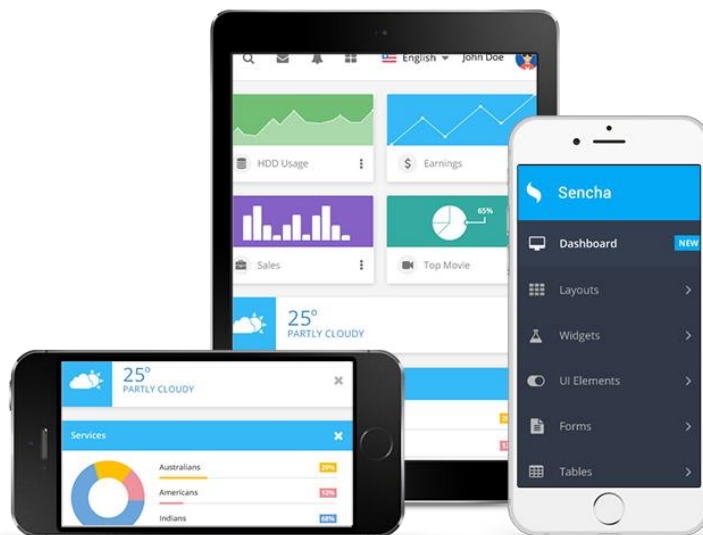 English
John Doe
HDD Usage
Earnings
65%
Sales
Top Movie
25°
PARTLY CLOUDY
Sencha
Dashboard
NEW
Layouts
Widgets
UI Elements
Forms
Tables
25°
PARTLY CLOUDY
Services
Australians
20%
Americans
12%
Indians
68%